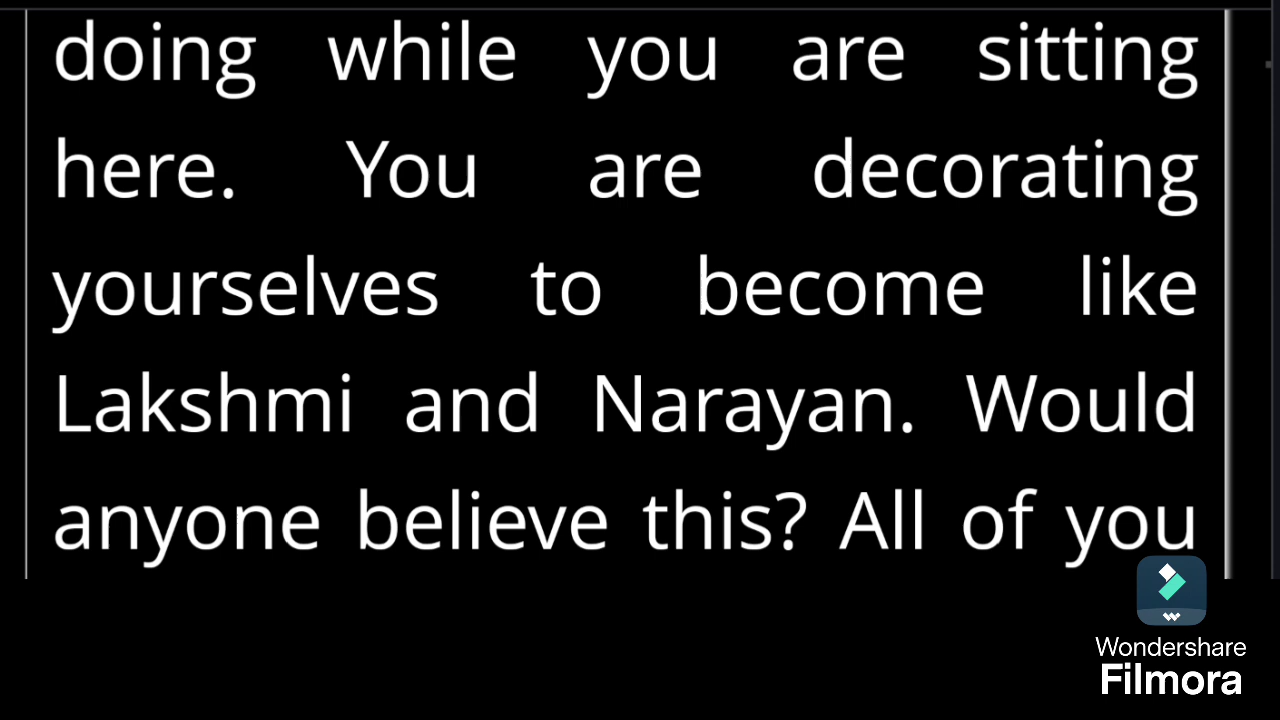 doing while you are sitting
here. You are decorating
yourselves to become like
Lakshmi and Narayan. Would
anyone believe this? All of you
Wondershare
Filmora